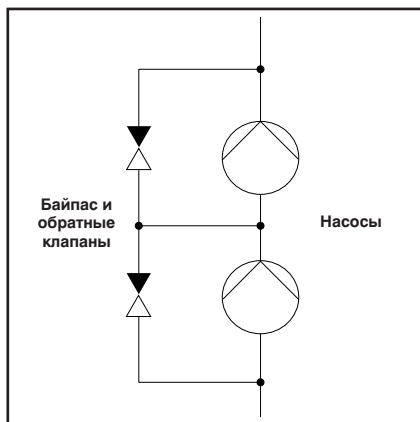 Байпас и
обратные
клапаны
Насосы